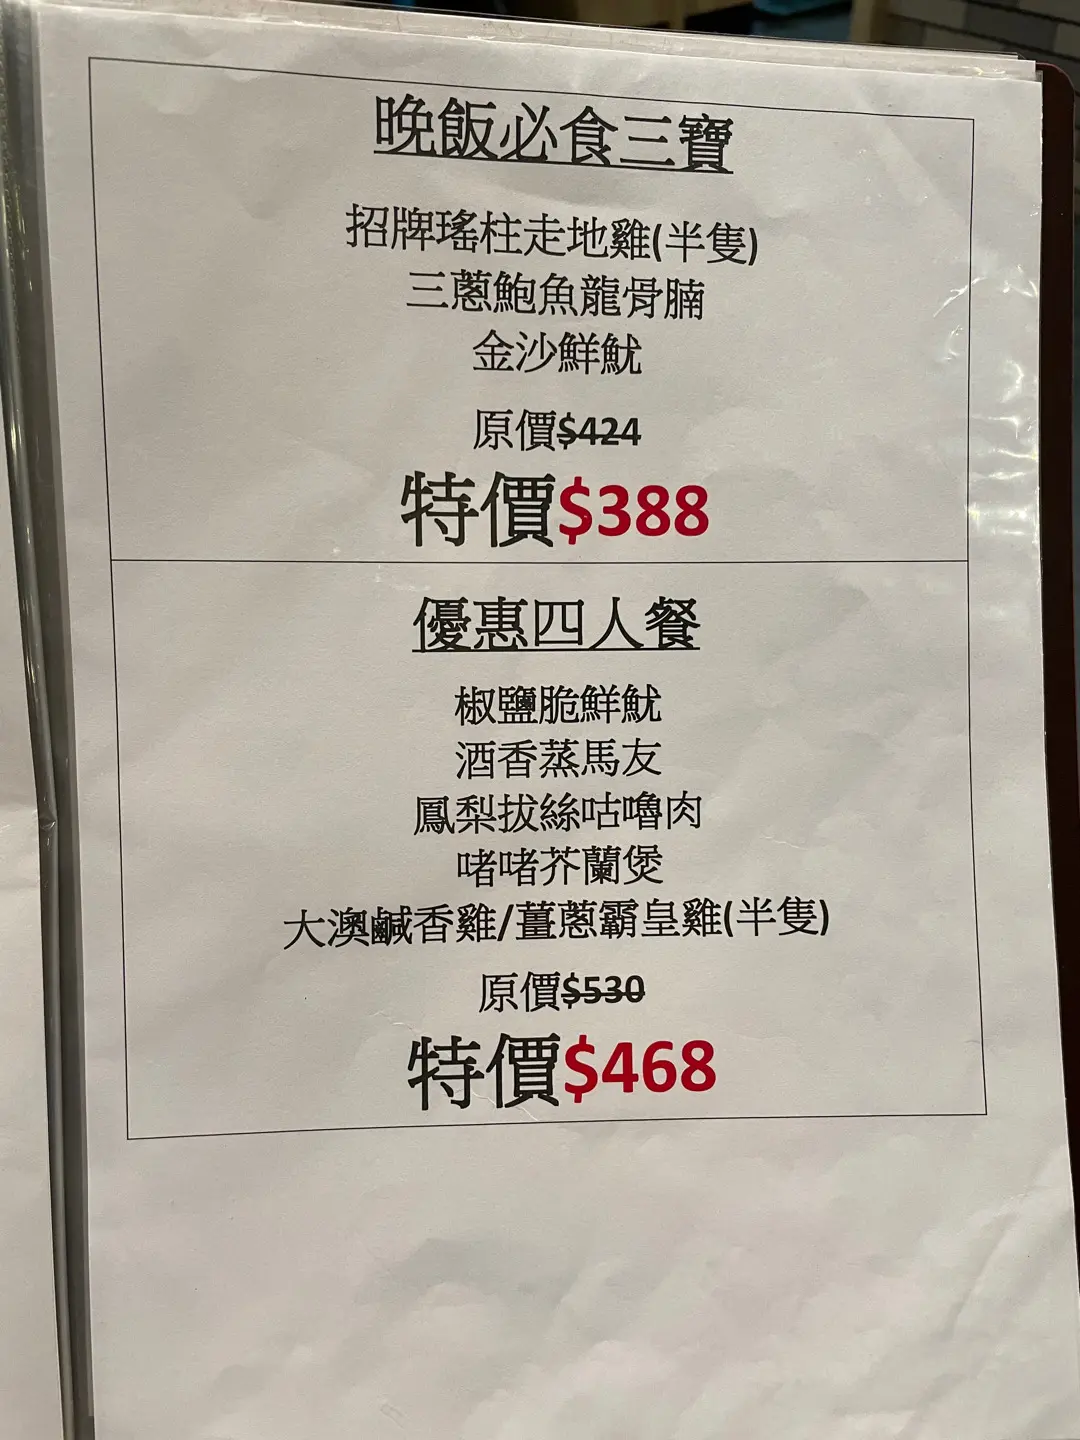 晚飯必食三寶
招牌瑤柱走地雞(半隻)
三蔥鮑魚龍骨腩
金沙鮮魷
原價$424
特價$388
優惠四人餐
椒鹽脆鮮魷
酒香蒸馬友
鳳梨拔絲咕嚕肉
啫啫芥蘭煲
大澳鹹香雞/薑蔥霸皇雞(半隻)
原價$530
特價$468